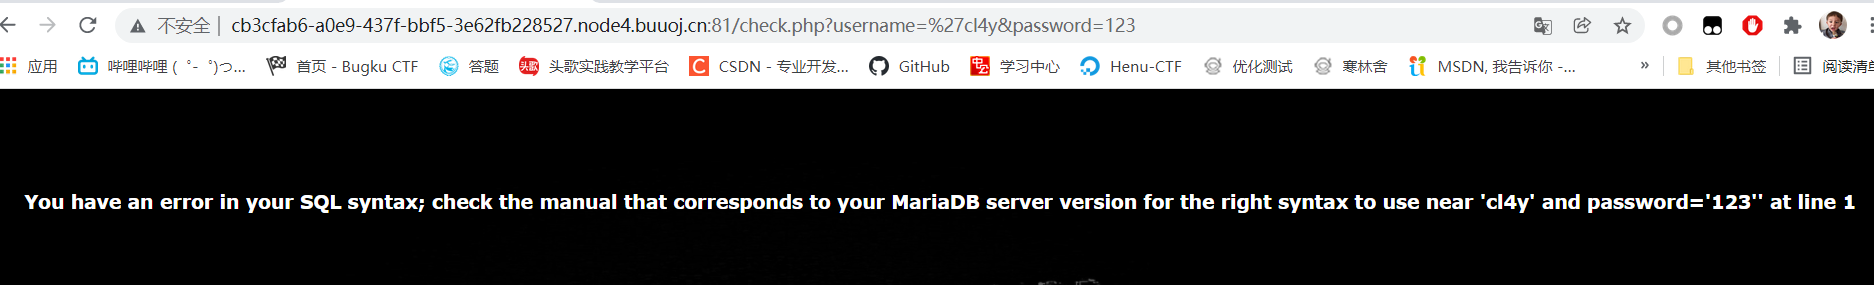 不安全 | cb3cfab6-a0e9-437f-bbf5-3e62fb228527.node4.buuoj.cn:81/check.php?username=%27cl4y&password=123
应用 哔哩哔哩 ( ゜- ゜)つ... 首页 - Bugku CTF 答题 头歌 头歌实践教学平台 C CSDN - 专业开发... GitHub 学习中心 Henu-CTF 优化测试 寒林舍 MSDN, 我告诉你 -... » 其他书签 阅读清单
You have an error in your SQL syntax; check the manual that corresponds to your MariaDB server version for the right syntax to use near 'cl4y' and password='123'' at line 1